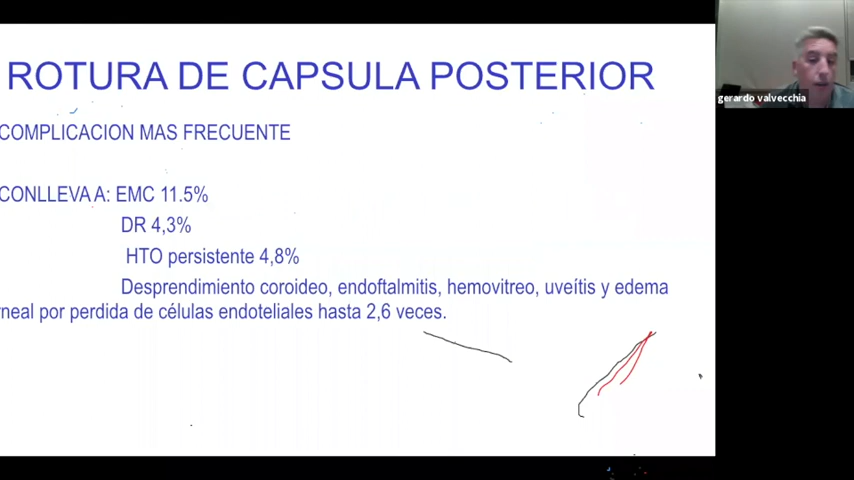 ROTURA DE CAPSULA POSTERIOR
COMPLICACION MAS FRECUENTE
CONLLEVA A: EMC 11.5%
DR 4,3%
HTO persistente 4,8%
Desprendimiento coroideo, endoftalmitis, hemovitreo, uveítis y edema
rneal por perdida de células endoteliales hasta 2,6 veces.
gerardo valvecchia